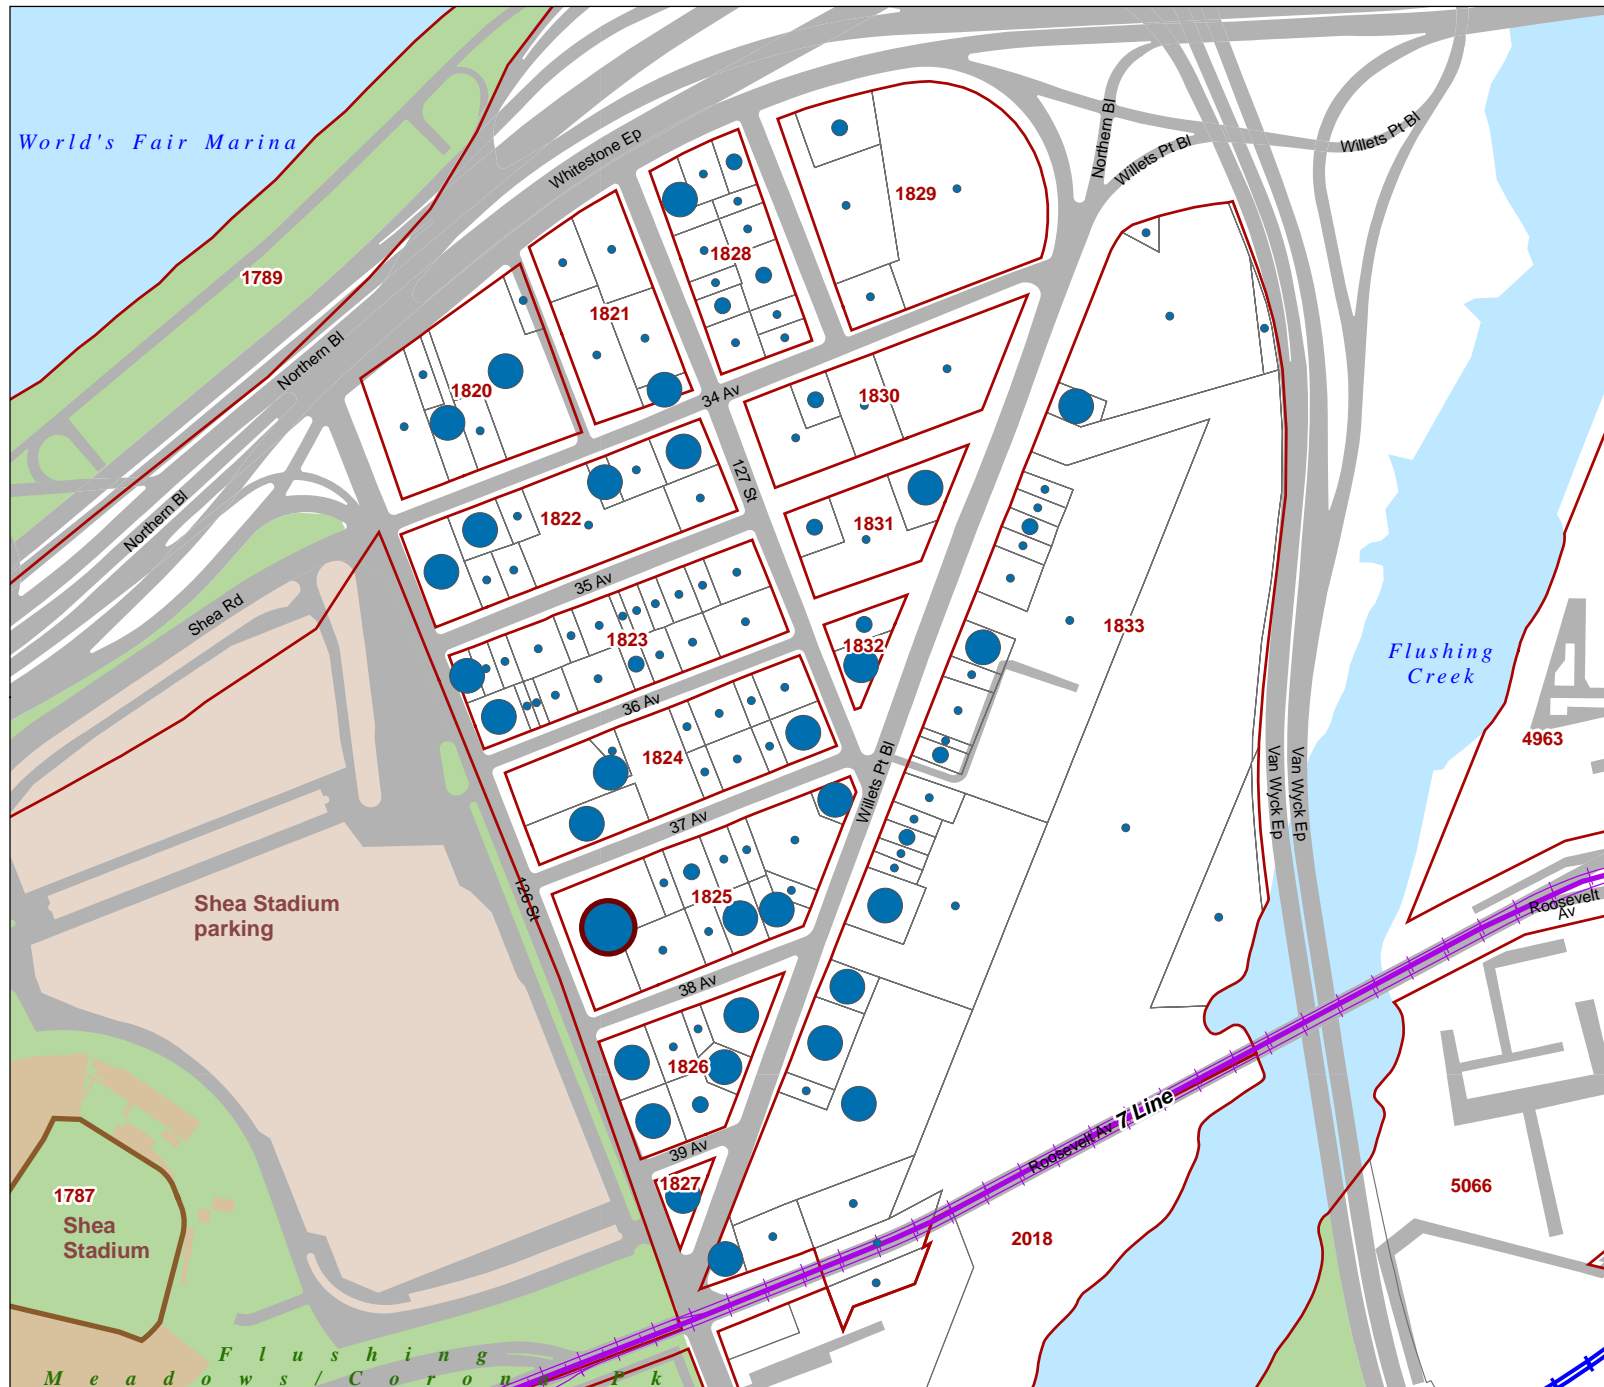 World's Fair Marina
Whitestone Ep
Northern Bl
Willets Pt Bl
Willets Pt Bl
1829
1828
1789
1821
Northern Bl
1820
34 Av
1830
127 St
Northern Bl
1822
1831
35 Av
Shea Rd
1823
1832
1833
Flushing
Creek
36 Av
4963
1824
Willets Pt Bl
Van Wyck Ep
Van Wyck Ep
37 Av
126 St
1825
Shea Stadium
parking
Roosevelt
Av
38 Av
1826
7 Line
Roosevelt Av
39 Av
1827
1787
Shea
Stadium
5066
2018
Flushing
Meadows/Corona Pk